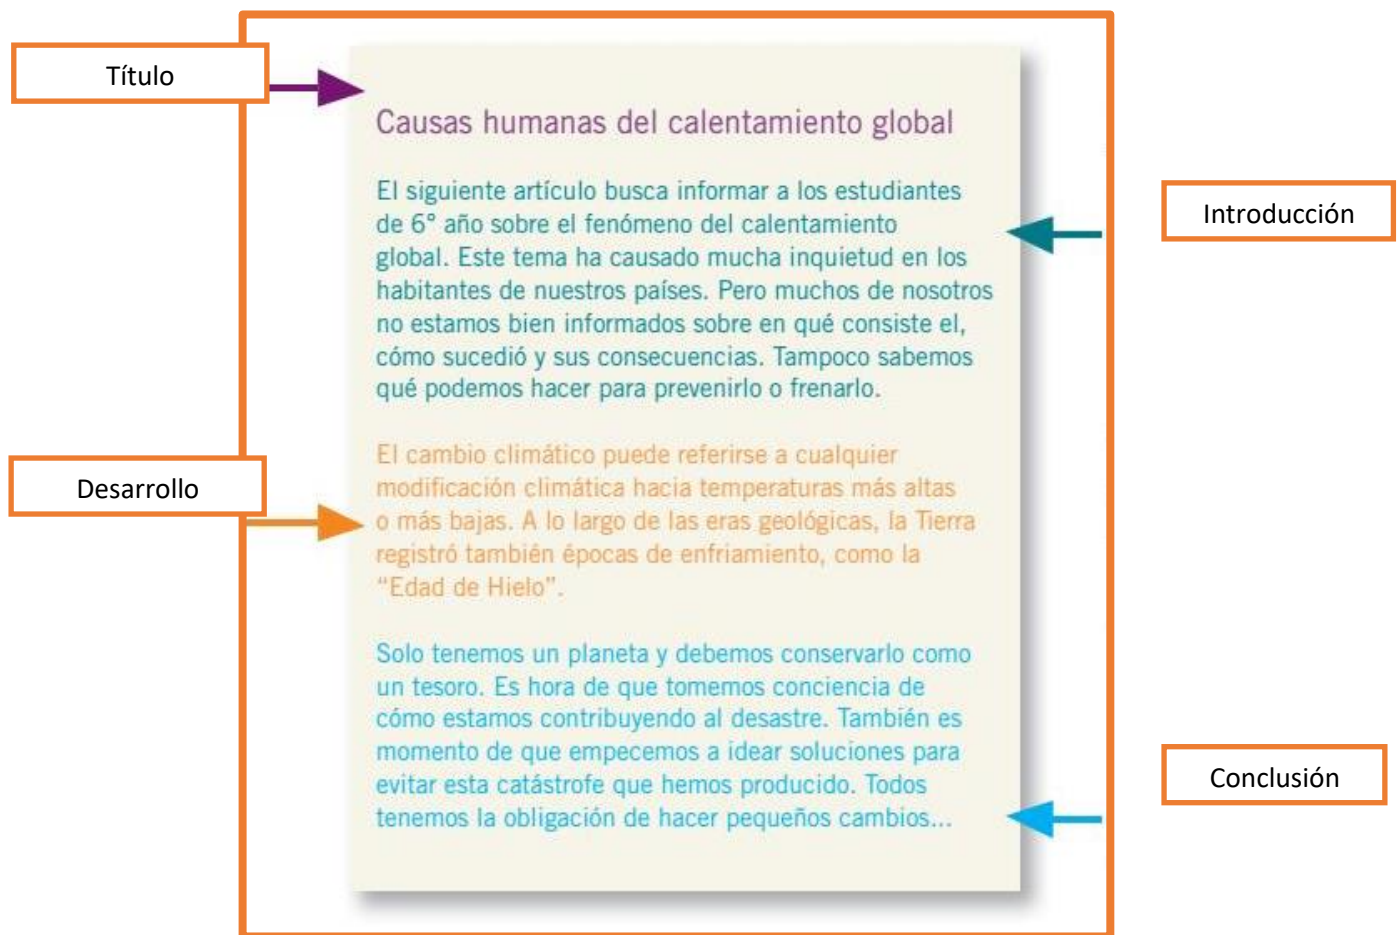 Título
Causas humanas del calentamiento global
El siguiente artículo busca informar a los estudiantes
de 6° año sobre el fenómeno del calentamiento
global. Este tema ha causado mucha inquietud en los
habitantes de nuestros países. Pero muchos de nosotros
no estamos bien informados sobre en qué consiste el,
cómo sucedió y sus consecuencias. Tampoco sabemos
qué podemos hacer para prevenirlo o frenarlo.
Introducción
Desarrollo
El cambio climático puede referirse a cualquier
modificación climática hacia temperaturas más altas
o más bajas. A lo largo de las eras geológicas, la Tierra
registró también épocas de enfriamiento, como la
“Edad de Hielo”.
Solo tenemos un planeta y debemos conservarlo como
un tesoro. Es hora de que tomemos conciencia de
cómo estamos contribuyendo al desastre. También es
momento de que empecemos a idear soluciones para
evitar esta catástrofe que hemos producido. Todos
tenemos la obligación de hacer pequeños cambios...
Conclusión